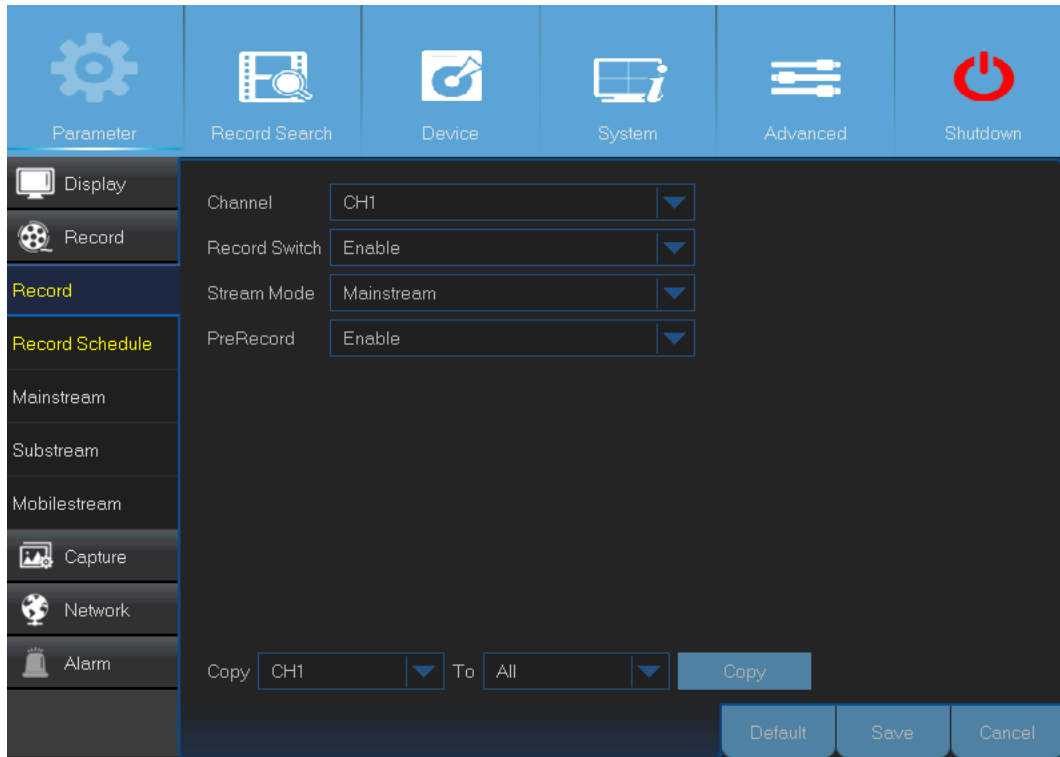 Parameter
Record Search
Device
System
Advanced
Shutdown
Display
Record
Record
Record Schedule
Mainstream
Substream
Mobilestream
Capture
Network
Alarm
Channel CH1
Record Switch Enable
Stream Mode Mainstream
PreRecord Enable
Copy CH1 To All Copy
Default Save Cancel